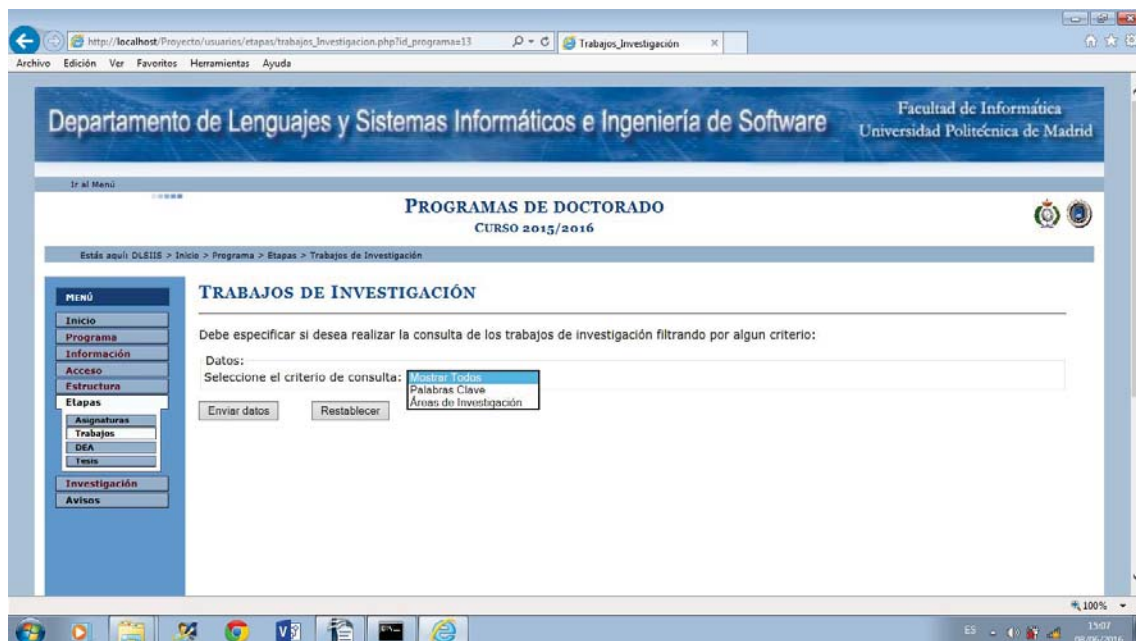 http://localhost/Proyecto/usuarios/etapas/trabajos_Investigacion.php?id_programa=13
Trabajos_Investigación
Archivo Edición Ver Favoritos Herramientas Ayuda
Departamento de Lenguajes y Sistemas Informáticos e Ingeniería de Software
Facultad de Informática
Universidad Politécnica de Madrid
Ir al Menú
PROGRAMAS DE DOCTORADO
CURSO 2015/2016
Estás aquí: DLSIIS > Inicio > Programa > Etapas > Trabajos de Investigación
MENÚ
Inicio
Programa
Información
Acceso
Estructura
Etapas
Asignaturas
Trabajos
DEA
Tesis
Investigación
Avisos
TRABAJOS DE INVESTIGACIÓN
Debe especificar si desea realizar la consulta de los trabajos de investigación filtrando por algun criterio:
Datos:
Seleccione el criterio de consulta: Mostrar Todos
Palabras Clave
Áreas de Investigación
Enviar datos Restablecer
100%
ES
15:07
08/06/2016